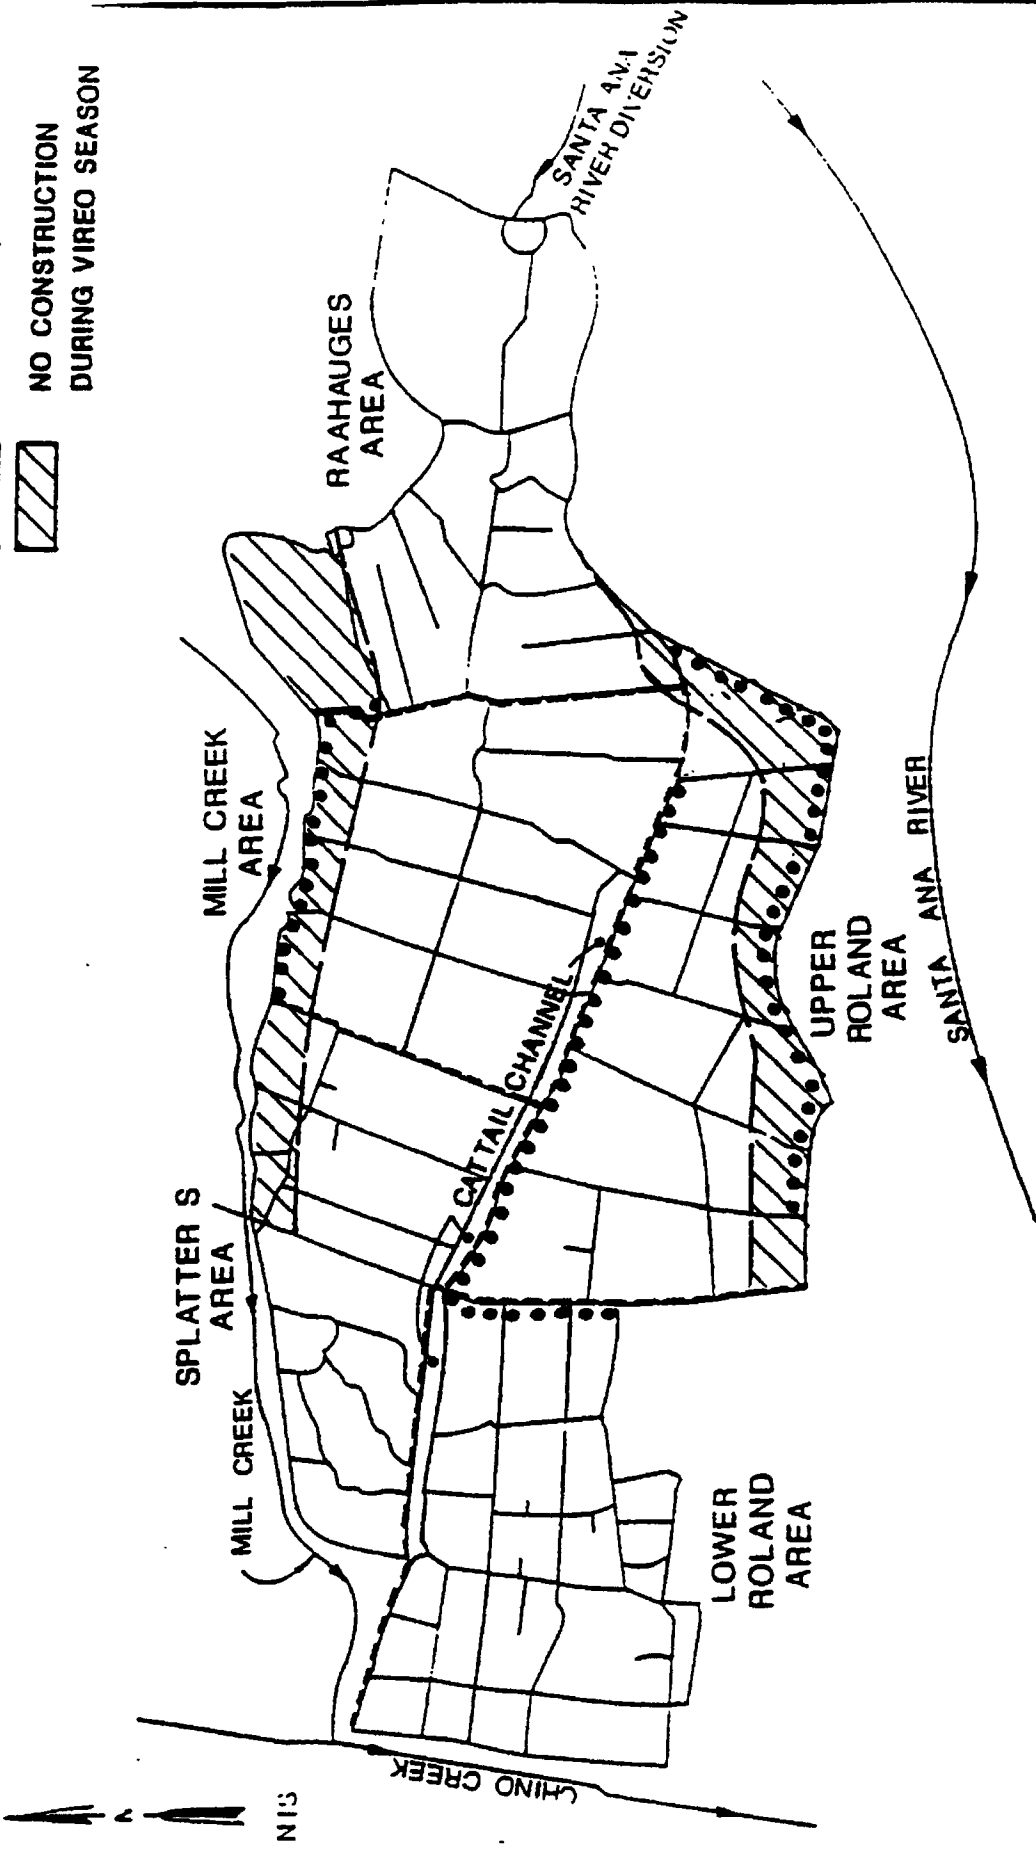 NO CONSTRUCTION
DURING VIREO SEASON
SANTA ANA
RIVER DIVERSION
RAAHAUGES
AREA
MILL CREEK
AREA
SPLATTER S
AREA
MILL CREEK
CATTAIL CHANNEL
UPPER
ROLAND
AREA
SANTA ANA RIVER
LOWER
ROLAND
AREA
CHINO CREEK
NTS